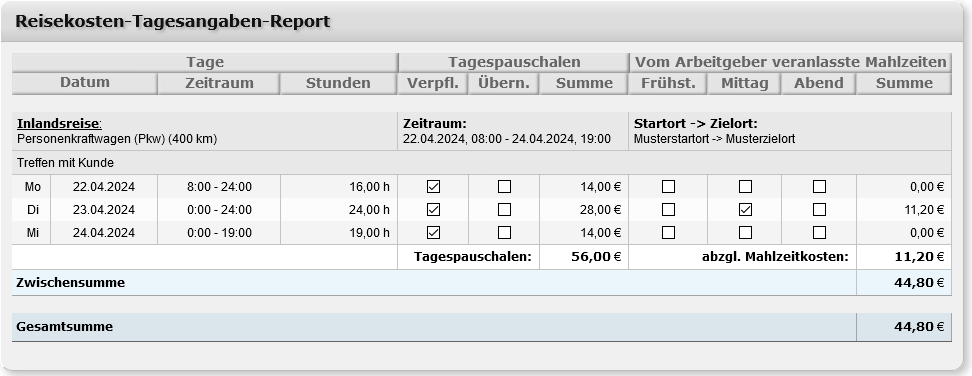 Reisekosten-Tagesangaben-Report
Tage Tagespauschalen Vom Arbeitgeber veranlasste Mahlzeiten
Datum Zeitraum Stunden Verpfl. Übern. Summe Frühst. Mittag Abend Summe
Inlandsreise: Zeitraum: Startort -> Zielort:
Personenkraftwagen (Pkw) (400 km) 22.04.2024, 08:00 - 24.04.2024, 19:00 Musterstartort -> Musterzielort
Treffen mit Kunde
Mo 22.04.2024 8:00 - 24:00 16,00 h 14,00 € 0,00 €
Di 23.04.2024 0:00 - 24:00 24,00 h 28,00 € 11,20 €
Mi 24.04.2024 0:00 - 19:00 19,00 h 14,00 € 0,00 €
Tagespauschalen: 56,00 € abzgl. Mahlzeitkosten: 11,20 €
Zwischensumme 44,80 €
Gesamtsumme 44,80 €